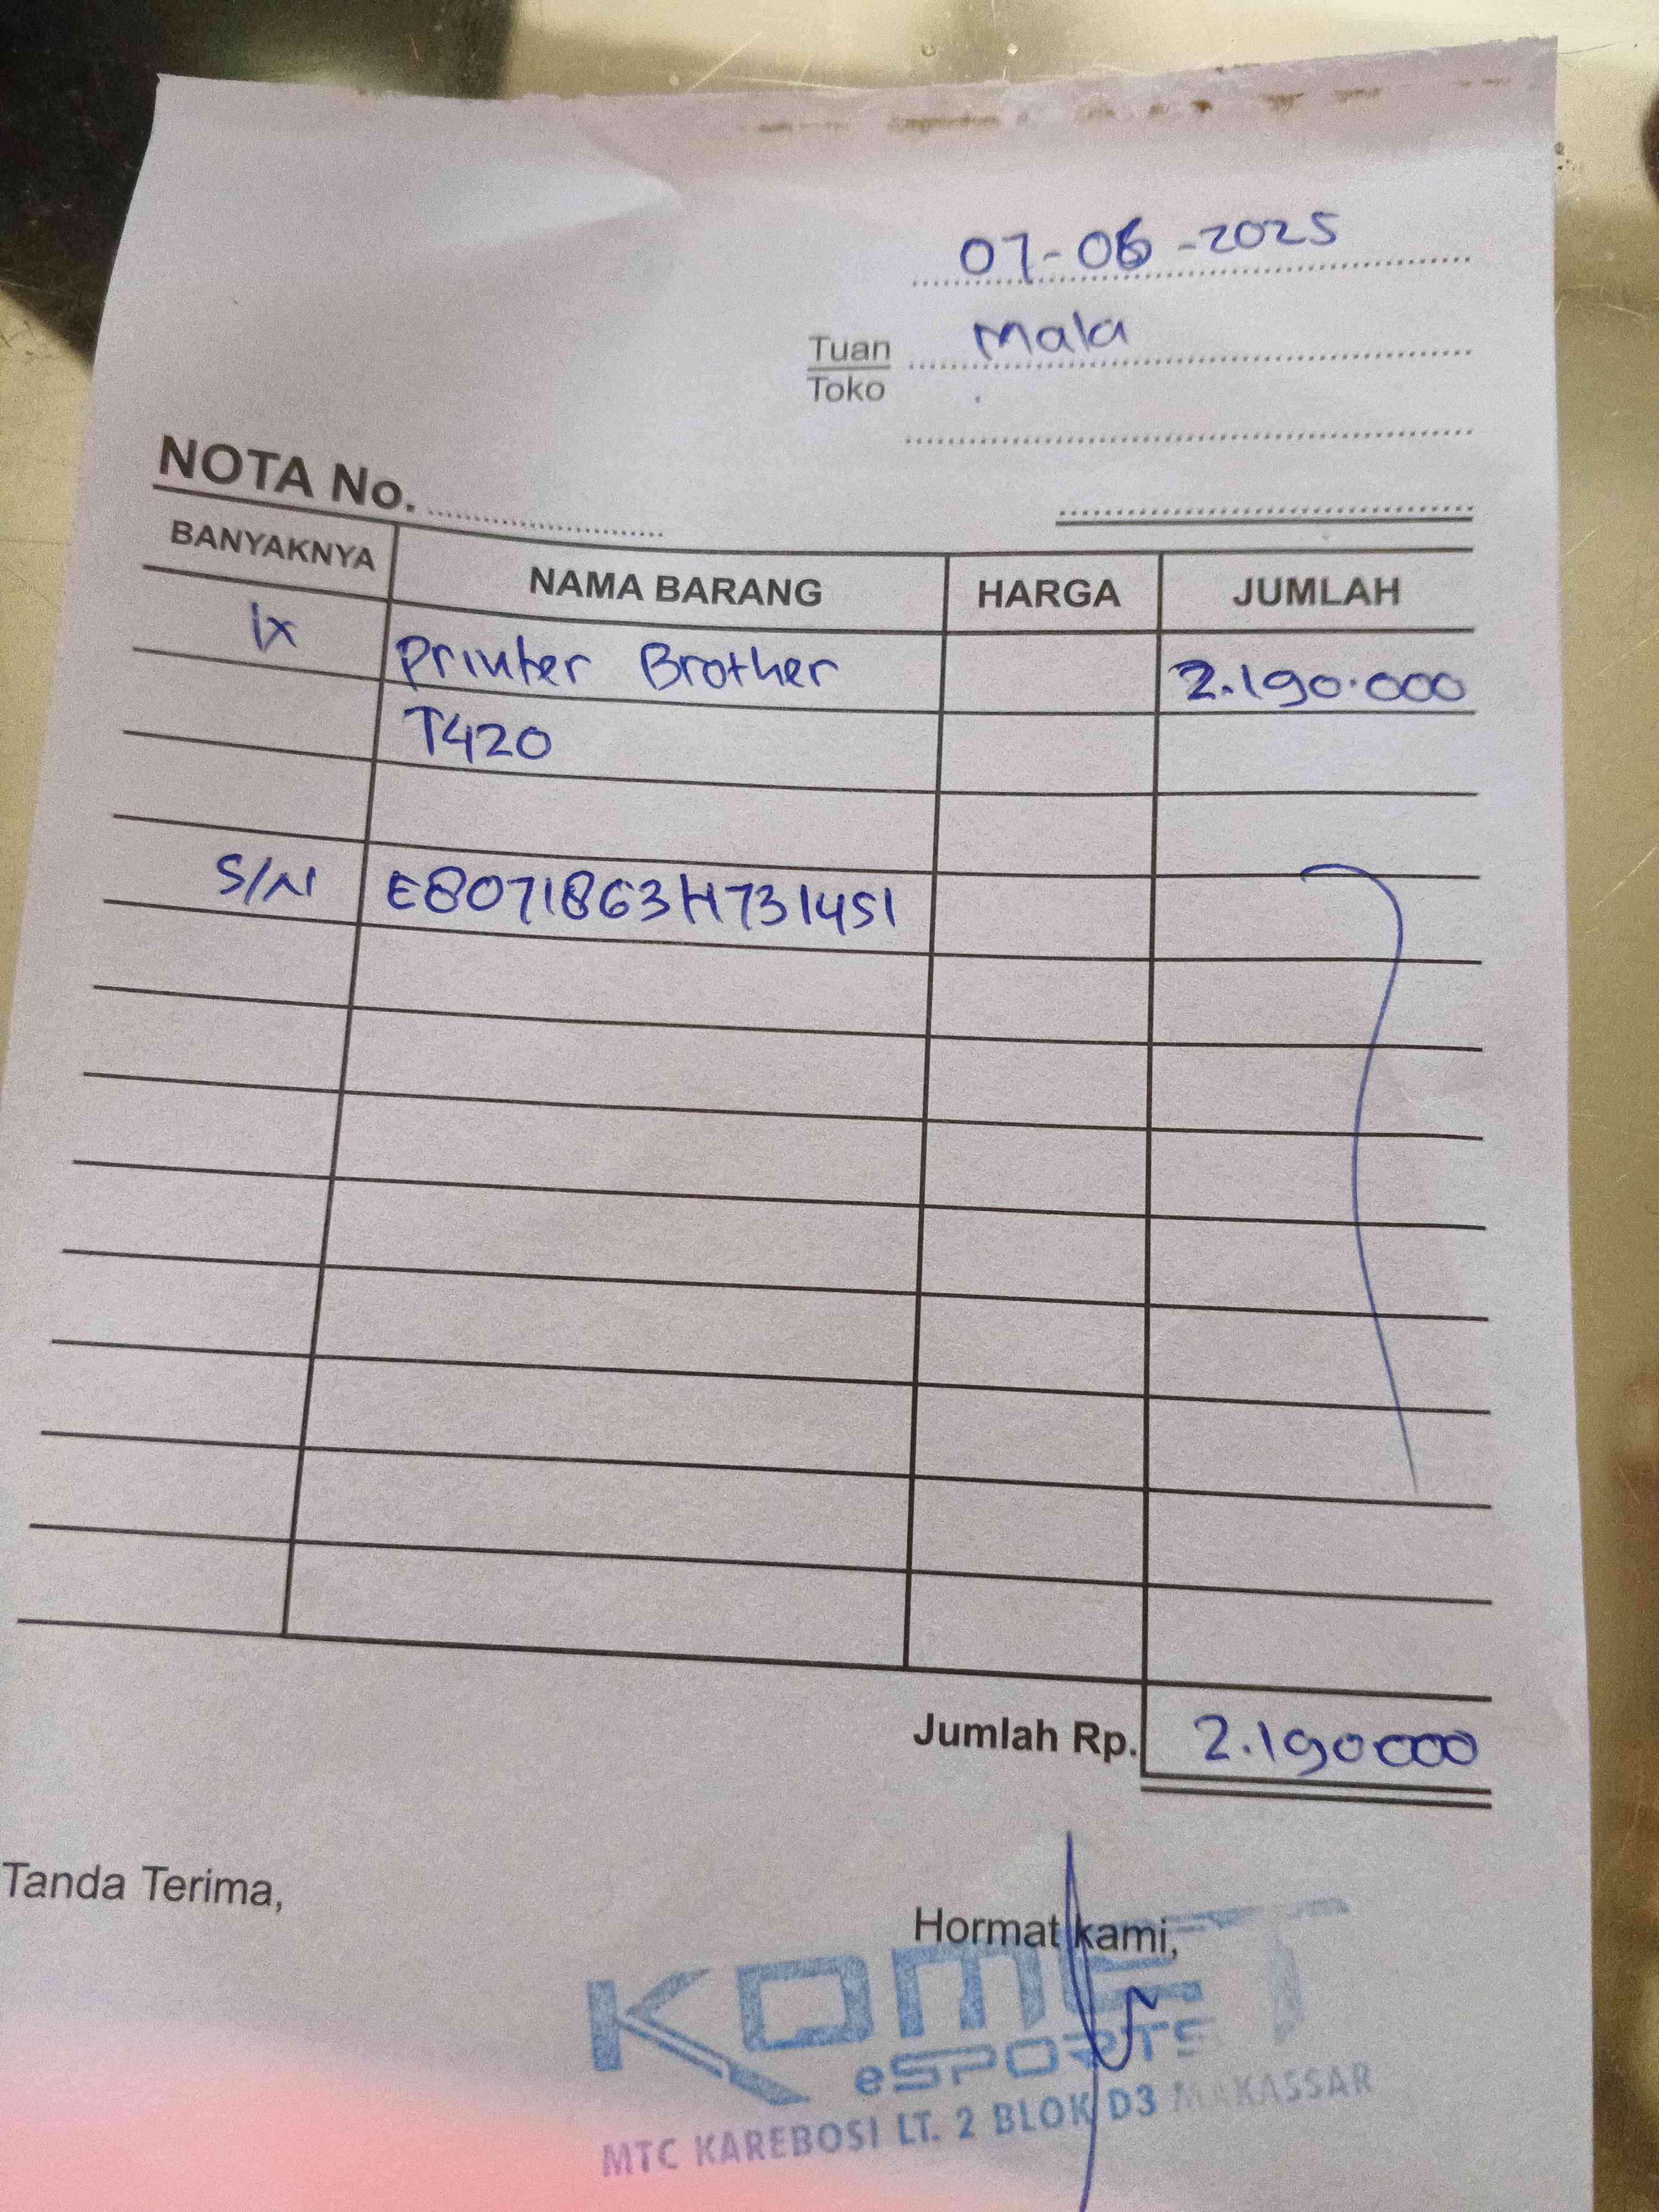 07-06-2025
Tuan Mala
Toko
NOTA No.
BANYAKNYA NAMA BARANG HARGA JUMLAH
1x Printer Brother 2.190.000
T420
S/N E80718G3H731451
Jumlah Rp. 2.190000
Tanda Terima,
Hormat kami,
KOMET
eSPORTS
MTC KAREBOSI LT. 2 BLOK D3 MAKASSAR